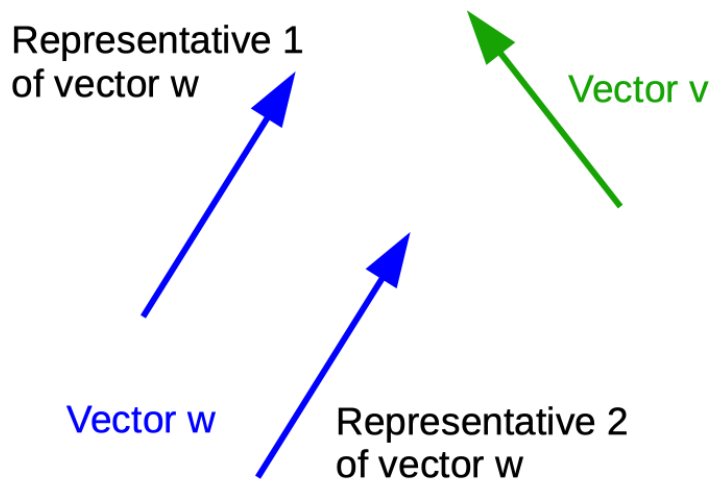 Representative 1
of vector w
Vector v
Vector w
Representative 2
of vector w